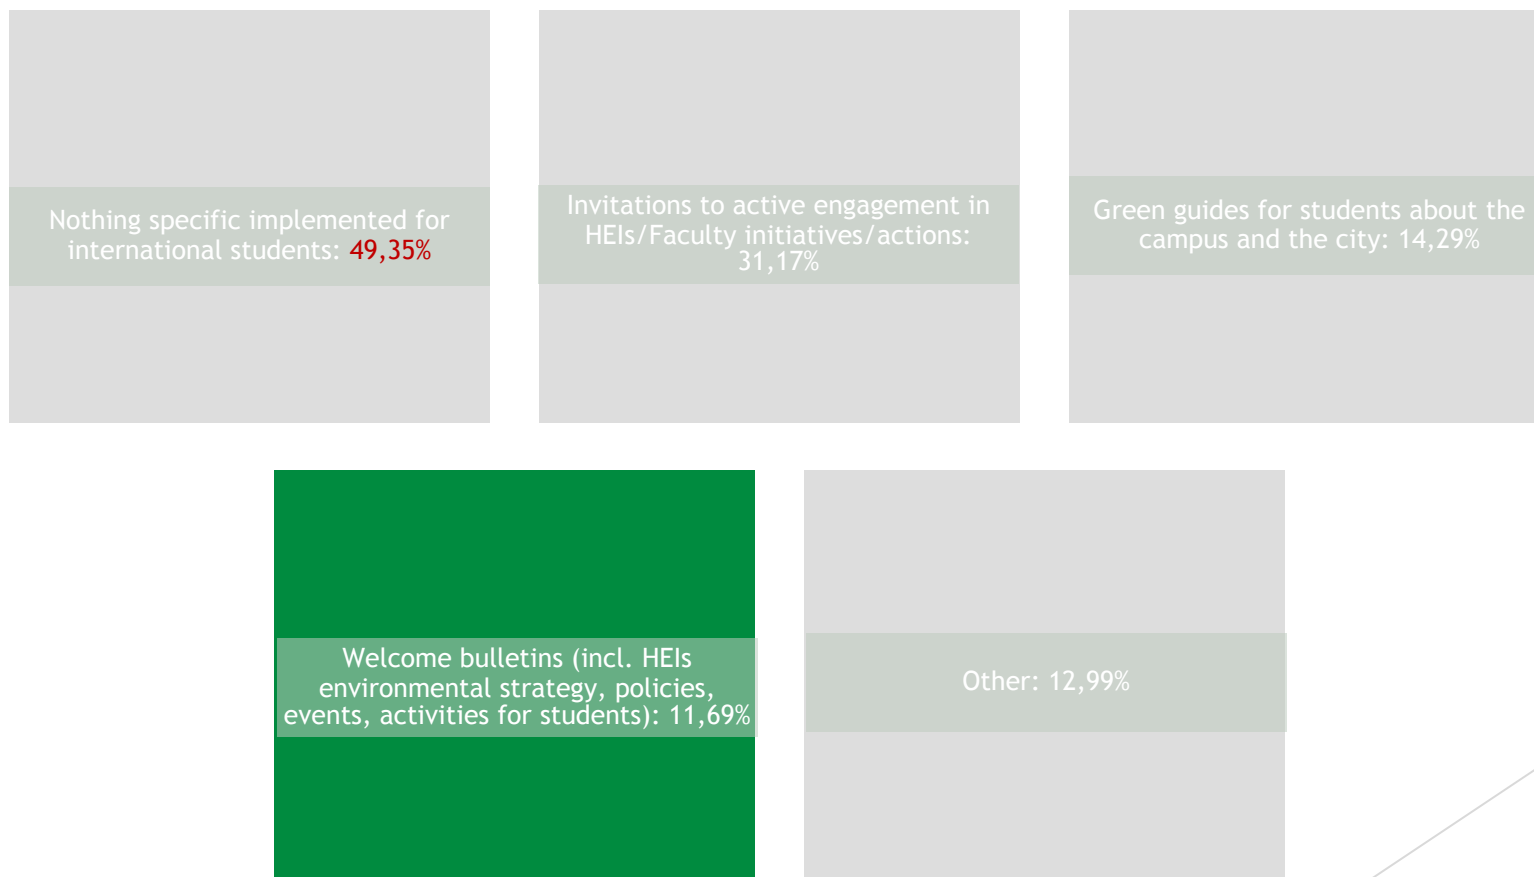 Nothing specific implemented for
international students: 49,35%
Invitations to active engagement in
HEIs/Faculty initiatives/actions:
31,17%
Green guides for students about the
campus and the city: 14,29%
Welcome bulletins (incl. HEIs
environmental strategy, policies,
events, activities for students): 11,69%
Other: 12,99%